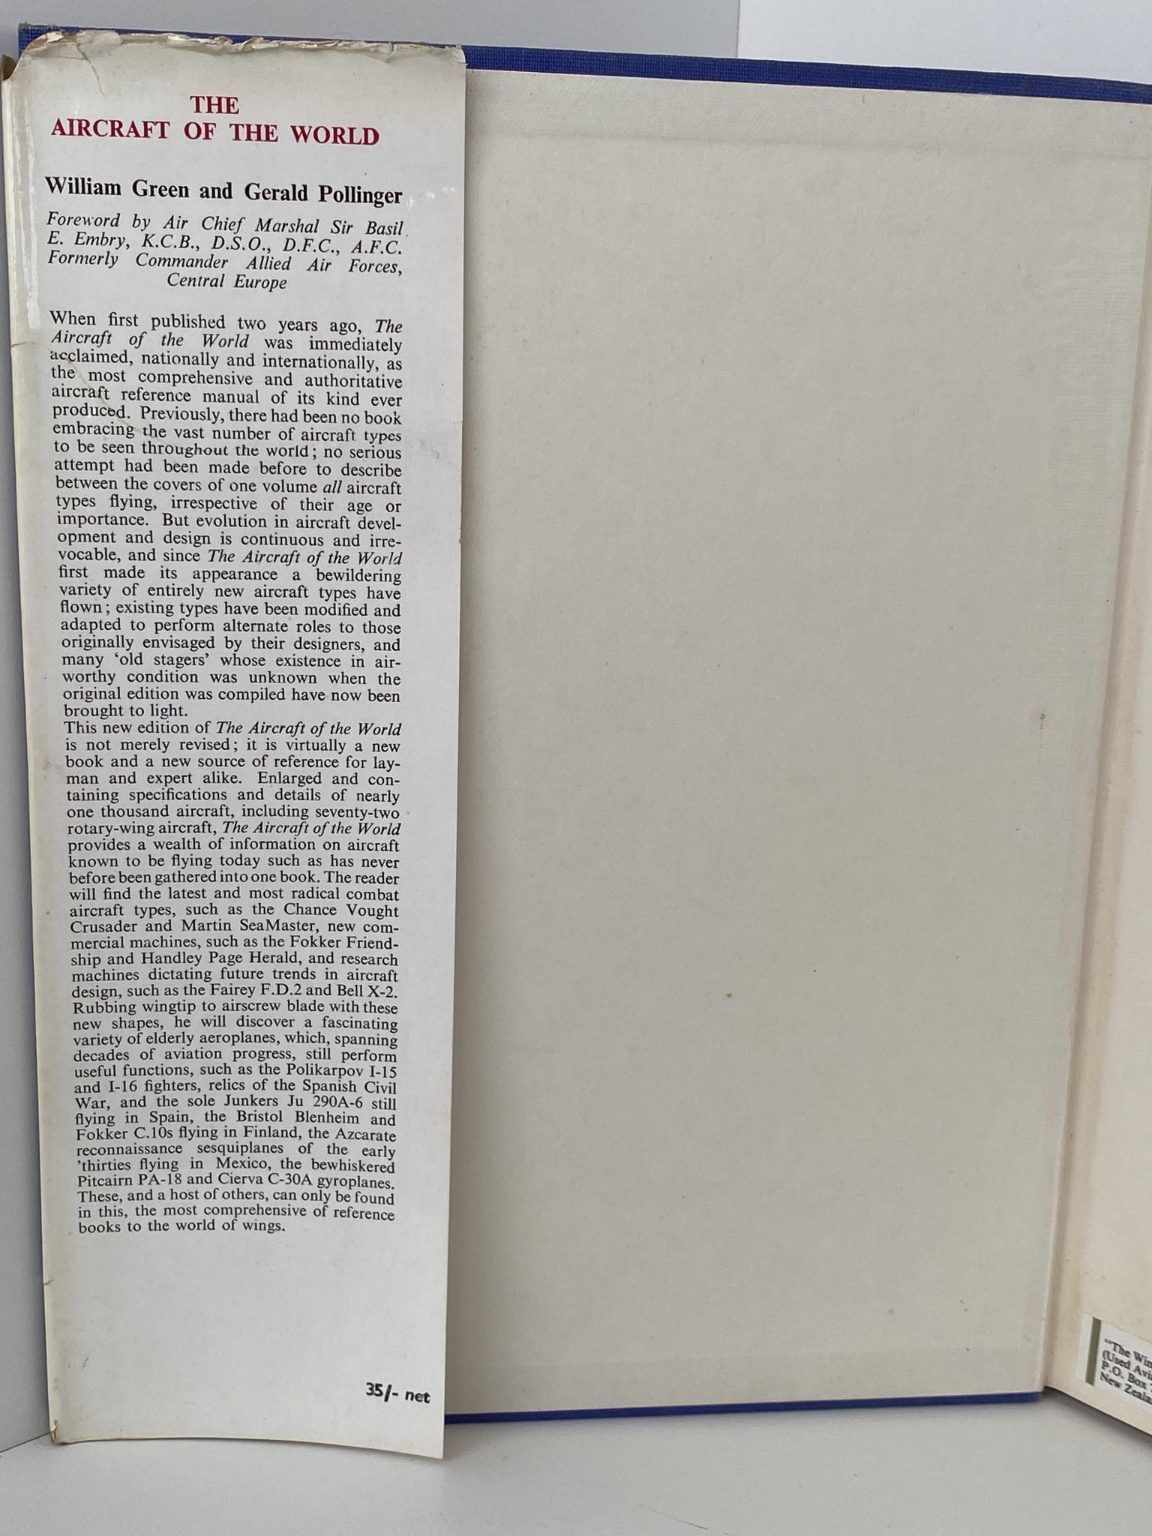 THE
AIRCRAFT OF THE WORLD
William Green and Gerald Pollinger
Foreword by Air Chief Marshal Sir Basil
E. Embry, K.C.B., D.S.O., D.F.C., A.F.C.
Formerly Commander Allied Air Forces,
Central Europe
When first published two years ago, The
Aircraft of the World was immediately
acclaimed, nationally and internationally, as
the most comprehensive and authoritative
aircraft reference manual of its kind ever
produced. Previously, there had been no book
embracing the vast number of aircraft types
to be seen throughout the world; no serious
attempt had been made before to describe
between the covers of one volume all aircraft
types flying, irrespective of their age or
importance. But evolution in aircraft devel-
opment and design is continuous and irre-
vocable, and since The Aircraft of the World
first made its appearance a bewildering
variety of entirely new aircraft types have
flown; existing types have been modified and
adapted to perform alternate roles to those
originally envisaged by their designers, and
many 'old stagers' whose existence in air-
worthy condition was unknown when the
original edition was compiled have now been
brought to light.
This new edition of The Aircraft of the World
is not merely revised; it is virtually a new
book and a new source of reference for lay-
man and expert alike. Enlarged and con-
taining specifications and details of nearly
one thousand aircraft, including seventy-two
rotary-wing aircraft, The Aircraft of the World
provides a wealth of information on aircraft
known to be flying today such as has never
before been gathered into one book. The reader
will find the latest and most radical combat
aircraft types, such as the Chance Vought
Crusader and Martin SeaMaster, new com-
mercial machines, such as the Fokker Friend-
ship and Handley Page Herald, and research
machines dictating future trends in aircraft
design, such as the Fairey F.D.2 and Bell X-2.
Rubbing wingtip to airscrew blade with these
new shapes, he will discover a fascinating
variety of elderly aeroplanes, which, spanning
decades of aviation progress, still perform
useful functions, such as the Polikarpov I-15
and I-16 fighters, relics of the Spanish Civil
War, and the sole Junkers Ju 290A-6 still
flying in Spain, the Bristol Blenheim and
Fokker C.10s flying in Finland, the Azcarate
reconnaissance sesquiplanes of the early
'thirties flying in Mexico, the bewhiskered
Pitcairn PA-18 and Cierva C-30A gyroplanes.
These, and a host of others, can only be found
in this, the most comprehensive of reference
books to the world of wings.
35/- net
"The Win
(Used Avi
P.O. Box
New Zeala